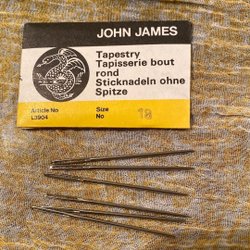 JOHN JAMES
Tapestry
Tapisserie bout
rond
Sticknadeln ohne
Spitze
Article No
L3904
Size
No
18